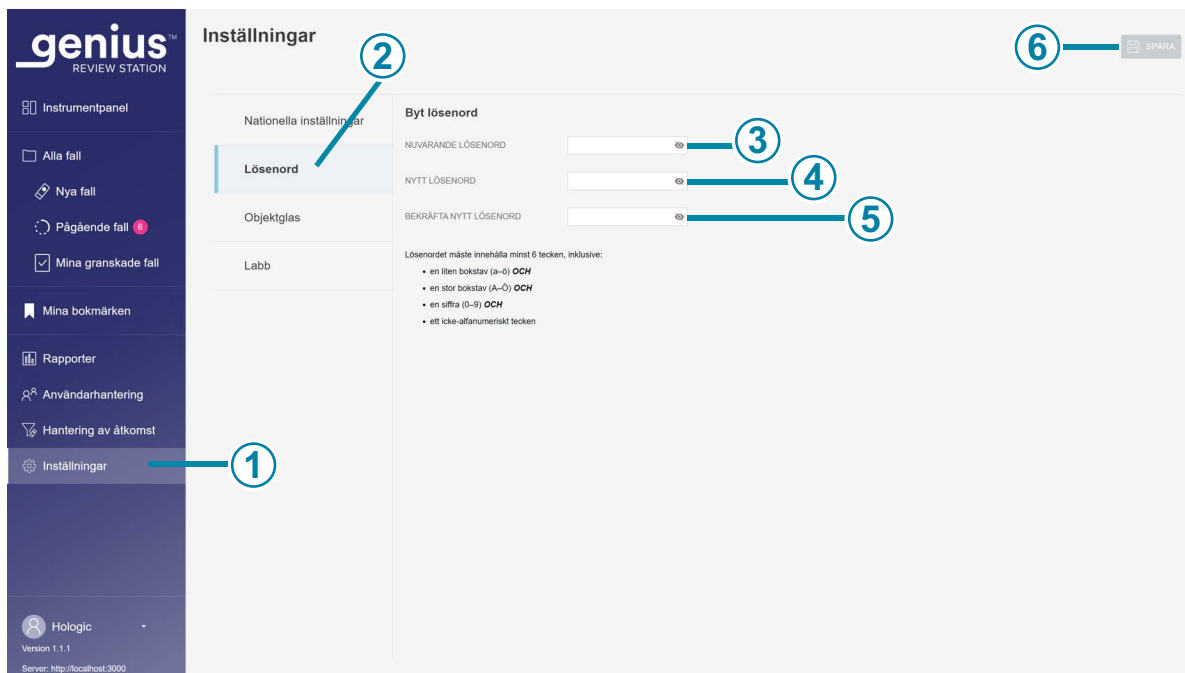 genius™
REVIEW STATION
Instrumentpanel
Alla fall
Nya fall
Pågående fall 6
Mina granskade fall
Mina bokmärken
Rapporter
Användarhantering
Hantering av åtkomst
Inställningar
Hologic
Version 1.1.1
Server: http://localhost:3000
Inställningar
SPARA
Nationella inställningar
Lösenord
Objektglas
Labb
Byt lösenord
NUVARANDE LÖSENORD
NYTT LÖSENORD
BEKRÄFTA NYTT LÖSENORD
Lösenordet måste innehålla minst 6 tecken, inklusive:
• en liten bokstav (a–ö) OCH
• en stor bokstav (A–Ö) OCH
• en siffra (0–9) OCH
• ett icke-alfanumeriskt tecken
1
2
3
4
5
6